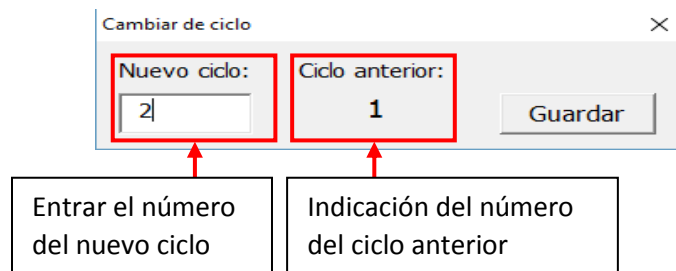 Cambiar de ciclo
Nuevo ciclo:
Ciclo anterior:
2
1
Guardar
Entrar el número
del nuevo ciclo
Indicación del número
del ciclo anterior